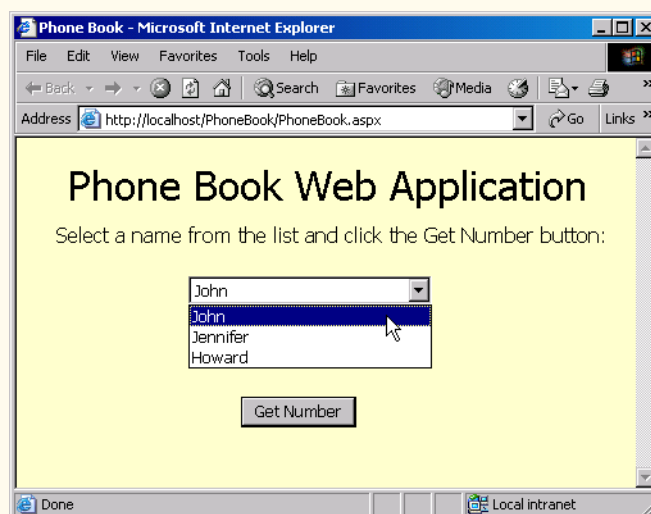 Phone Book - Microsoft Internet Explorer
File Edit View Favorites Tools Help
Back Search Favorites Media »
Address http://localhost/PhoneBook/PhoneBook.aspx Go Links »
Phone Book Web Application
Select a name from the list and click the Get Number button:
John
John
Jennifer
Howard
Get Number
Done Local intranet